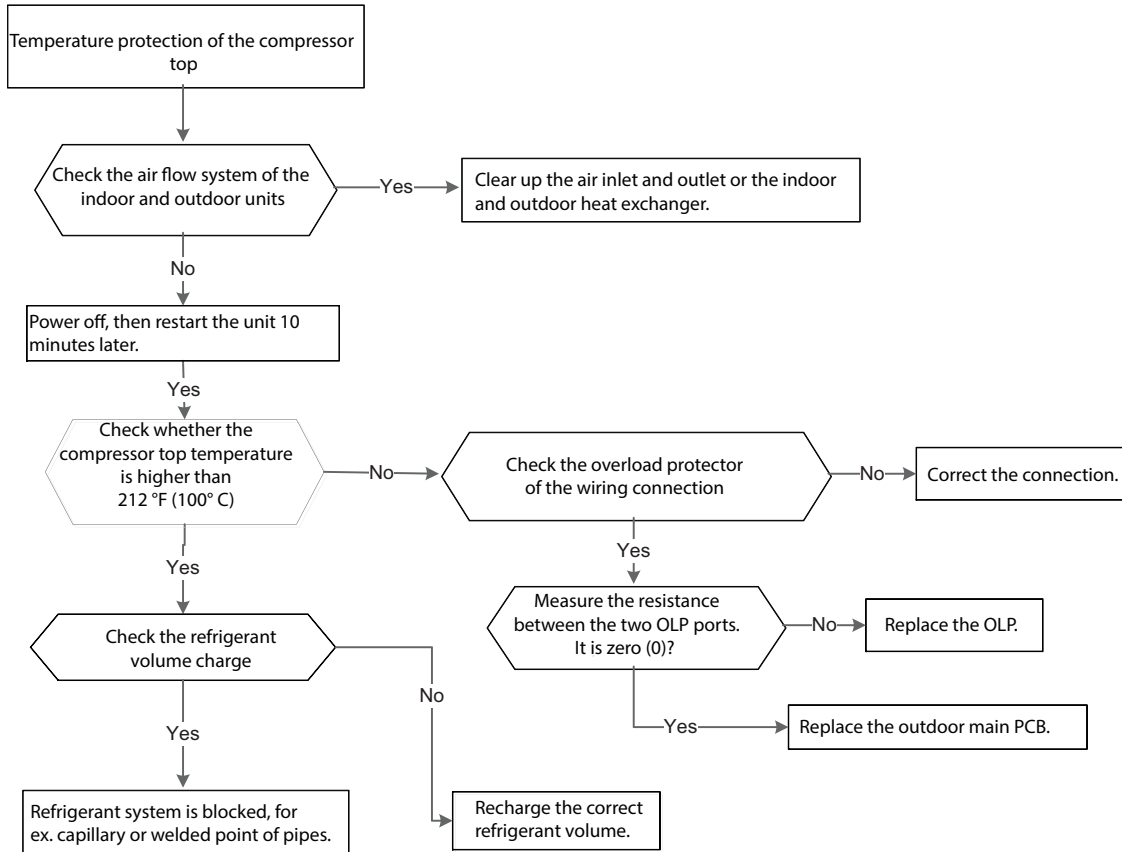 Temperature protection of the compressor
top
Check the air flow system of the
indoor and outdoor units
Yes
Clear up the air inlet and outlet or the indoor
and outdoor heat exchanger.
No
Power off, then restart the unit 10
minutes later.
Yes
Check whether the
compressor top temperature
is higher than
212 °F (100° C)
No
Check the overload protector
of the wiring connection
No
Correct the connection.
Yes
Yes
Measure the resistance
between the two OLP ports.
It is zero (0)?
No
Replace the OLP.
Check the refrigerant
volume charge
No
Yes
Replace the outdoor main PCB.
Yes
Refrigerant system is blocked, for
ex. capillary or welded point of pipes.
Recharge the correct
refrigerant volume.